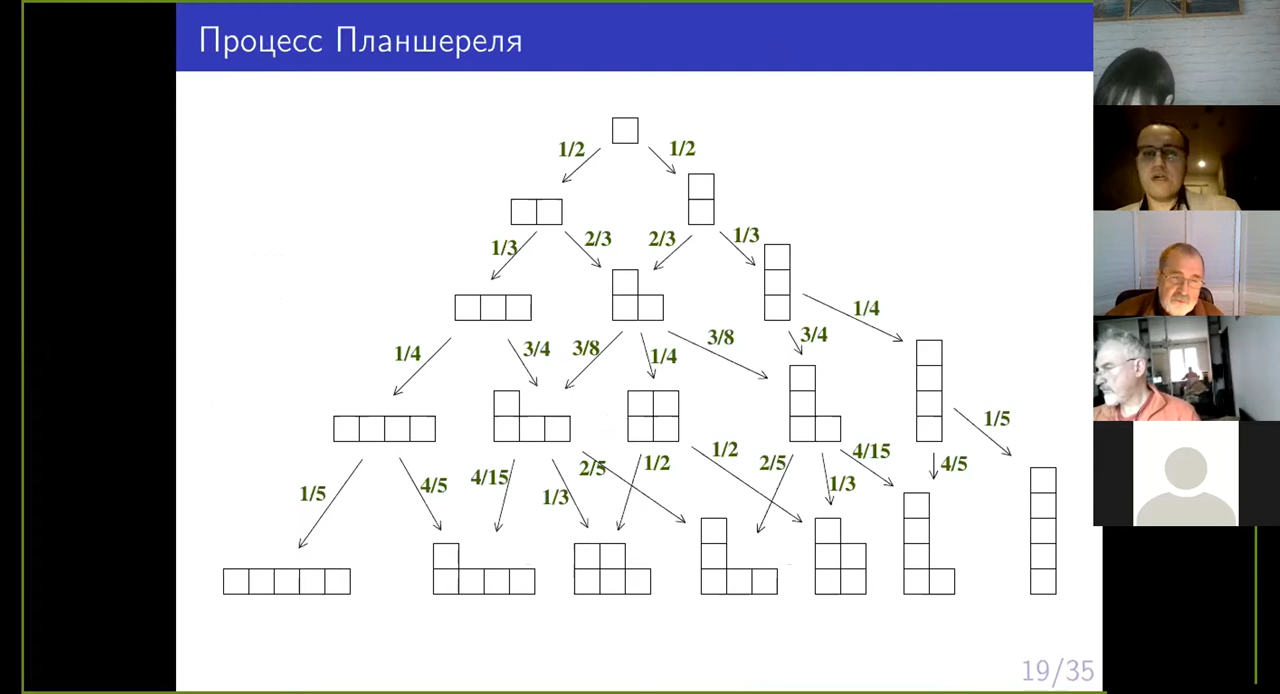 Процесс Планшереля
1/2 1/2
1/3 2/3 2/3 1/3
1/4 3/4 3/8 1/4 3/8 3/4 1/4
1/5 4/5 4/15 1/3 2/5 1/2 1/2 2/5 1/3 4/15 4/5 1/5
19/35